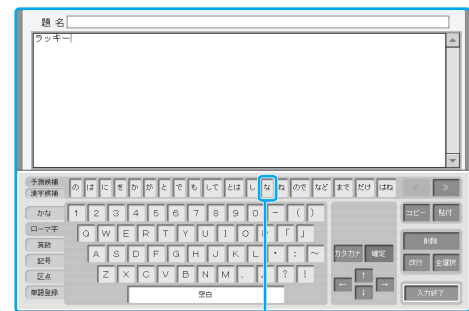 題 名
ラッキー
予測候補
漢字候補
の は に を か が と で も して とは し な ね ので など まで だけ はね
≪ ≫
かな 1 2 3 4 5 6 7 8 9 0 － ( ) コピー 貼付
ローマ字 Q W E R T Y U I O P 「 」
英数 A S D F G H J K L ・ : ～ カタカナ 確定 削除
記号 改行 全選択
区点 Z X C V B N M . ? ! ↑
単語登録 空白 ← ↓ → 入力終了